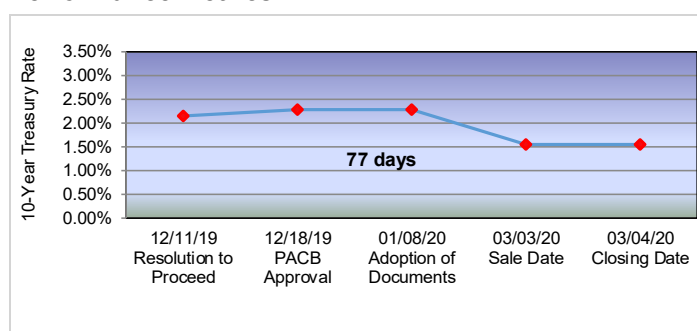 3.50%
3.00%
2.50%
2.00%
1.50%
1.00%
0.50%
0.00%
10-Year Treasury Rate
77 days
12/11/19 12/18/19 01/08/20 03/03/20 03/04/20
Resolution to PACB Adoption of Sale Date Closing Date
Proceed Approval Documents